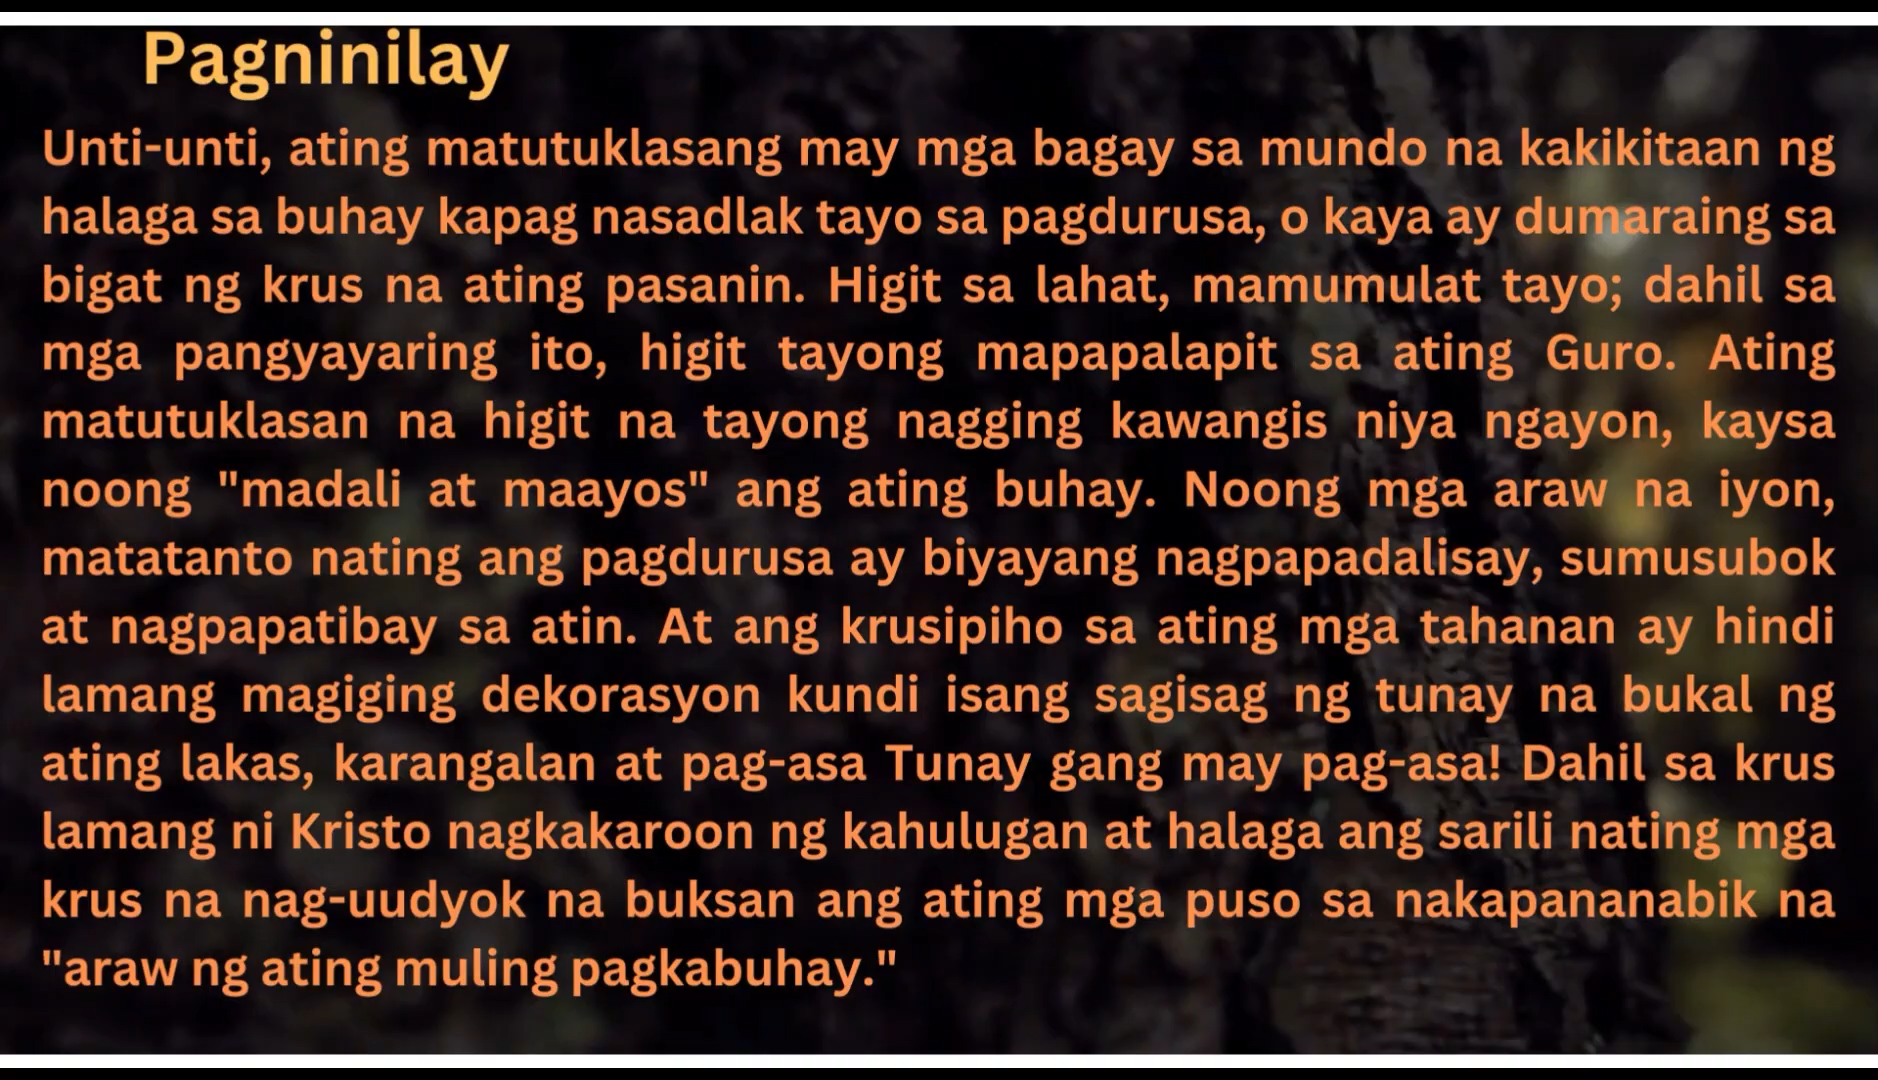 Pagninilay
Unti-unti, ating matutuklasang may mga bagay sa mundo na kakikitaan ng
halaga sa buhay kapag nasadlak tayo sa pagdurusa, o kaya ay dumaraing sa
bigat ng krus na ating pasanin. Higit sa lahat, mamumulat tayo; dahil sa
mga pangyayaring ito, higit tayong mapapalapit sa ating Guro. Ating
matutuklasan na higit na tayong nagging kawangis niya ngayon, kaysa
noong "madali at maayos" ang ating buhay. Noong mga araw na iyon,
matatanto nating ang pagdurusa ay biyayang nagpapadalisay, sumusubok
at nagpapatibay sa atin. At ang krusipiho sa ating mga tahanan ay hindi
lamang magiging dekorasyon kundi isang sagisag ng tunay na bukal ng
ating lakas, karangalan at pag-asa Tunay gang may pag-asa! Dahil sa krus
lamang ni Kristo nagkakaroon ng kahulugan at halaga ang sarili nating mga
krus na nag-uudyok na buksan ang ating mga puso sa nakapananabik na
"araw ng ating muling pagkabuhay."